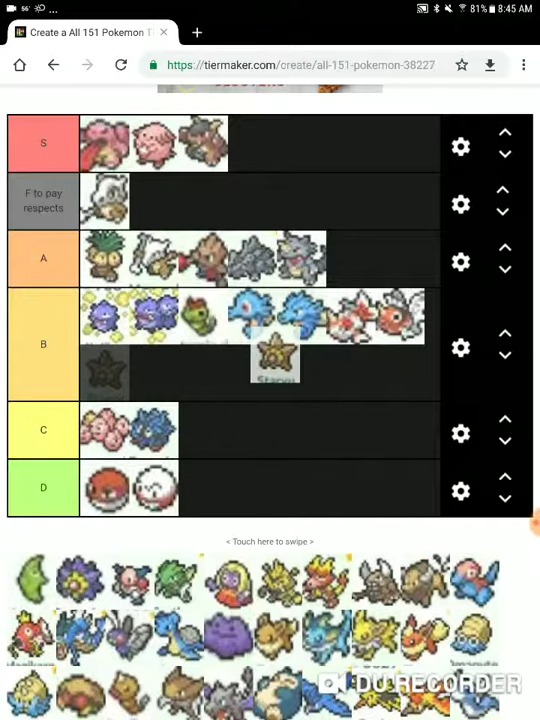 56'
81% 8:45 AM
Create a All 151 Pokemon T
https://tiermaker.com/create/all-151-pokemon-38227
S
F to pay
respects
A
B
Staryu
C
D
< Touch here to swipe >
DU RECORDER